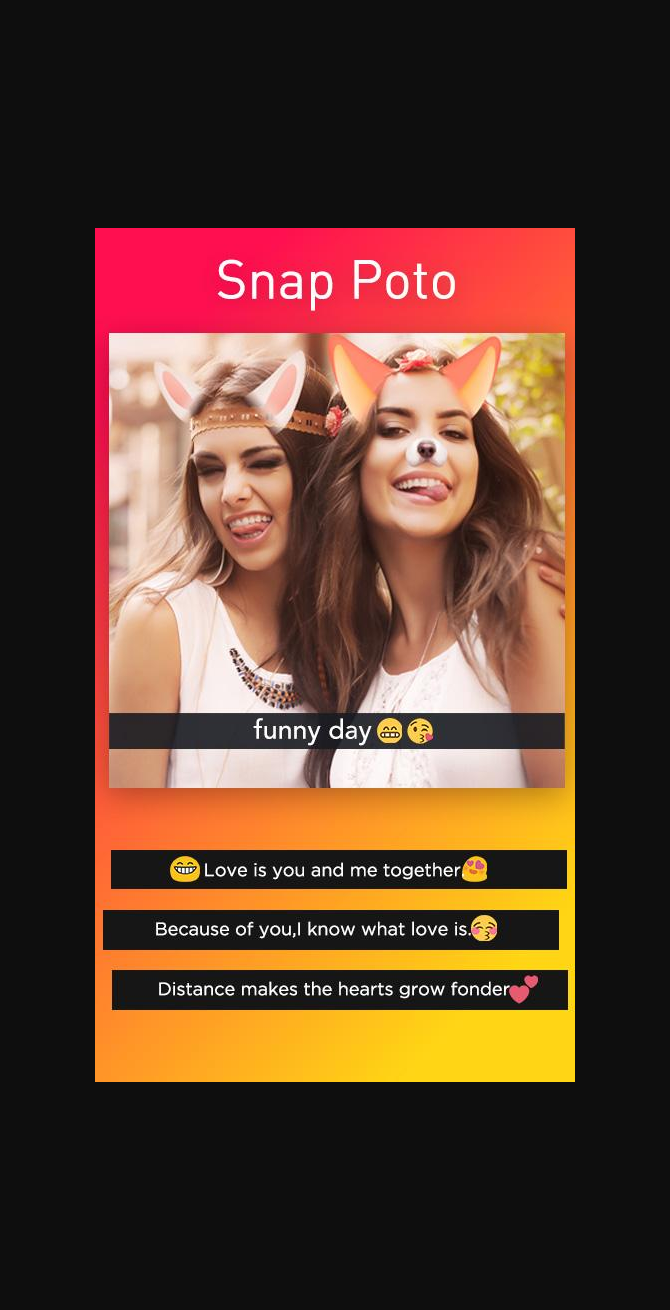 Snap Poto
funny day😁😘
😁Love is you and me together.😍
Because of you,I know what love is.😚
Distance makes the hearts grow fonder💕